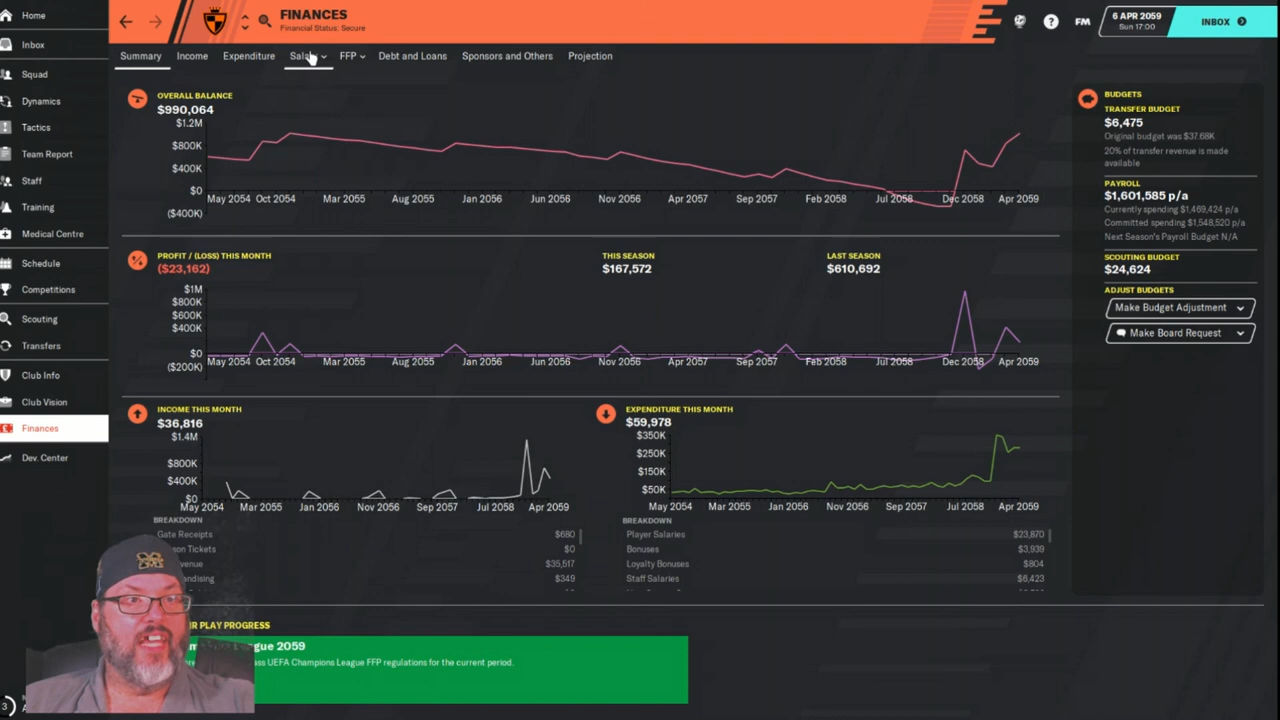 Home
FINANCES
Financial Status: Secure
FM
6 APR 2059
Sun 17:00
INBOX
Inbox
Squad
Dynamics
Tactics
Team Report
Staff
Training
Medical Centre
Schedule
Competitions
Scouting
Transfers
Club Info
Club Vision
Finances
Dev. Center
Summary
Income
Expenditure
FFP
Debt and Loans
Sponsors and Others
Projection
OVERALL BALANCE
$990,064
$1.2M
$800K
$400K
$0
($400K)
May 2054 Oct 2054 Mar 2055 Aug 2055 Jan 2056 Jun 2056 Nov 2056 Apr 2057 Sep 2057 Feb 2058 Jul 2058 Dec 2058 Apr 2059
PROFIT / (LOSS) THIS MONTH
($23,162)
THIS SEASON
$167,572
LAST SEASON
$610,692
$1M
$800K
$600K
$400K
$0
($200K)
May 2054 Oct 2054 Mar 2055 Aug 2055 Jan 2056 Jun 2056 Nov 2056 Apr 2057 Sep 2057 Feb 2058 Jul 2058 Dec 2058 Apr 2059
INCOME THIS MONTH
$36,816
$1.4M
$800K
$400K
$0
May 2054 Mar 2055 Jan 2056 Nov 2056 Sep 2057 Jul 2058 Apr 2059
BREAKDOWN
Gate Receipts $680
Tickets $0
$35,517
$349
EXPENDITURE THIS MONTH
$59,978
$350K
$250K
$150K
$50K
May 2054 Mar 2055 Jan 2056 Nov 2056 Sep 2057 Jul 2058 Apr 2059
BREAKDOWN
Player Salaries $23,870
Bonuses $3,939
Loyalty Bonuses $804
Staff Salaries $6,423
PLAY PROGRESS
League 2059
UEFA Champions League FFP regulations for the current period.
BUDGETS
TRANSFER BUDGET
$6,475
Original budget was $37.68K
20% of transfer revenue is made
available
PAYROLL
$1,601,585 p/a
Currently spending $1,469,424 p/a
Committed spending $1,548,520 p/a
Next Season's Payroll Budget N/A
SCOUTING BUDGET
$24,624
ADJUST BUDGETS
Make Budget Adjustment
Make Board Request
3